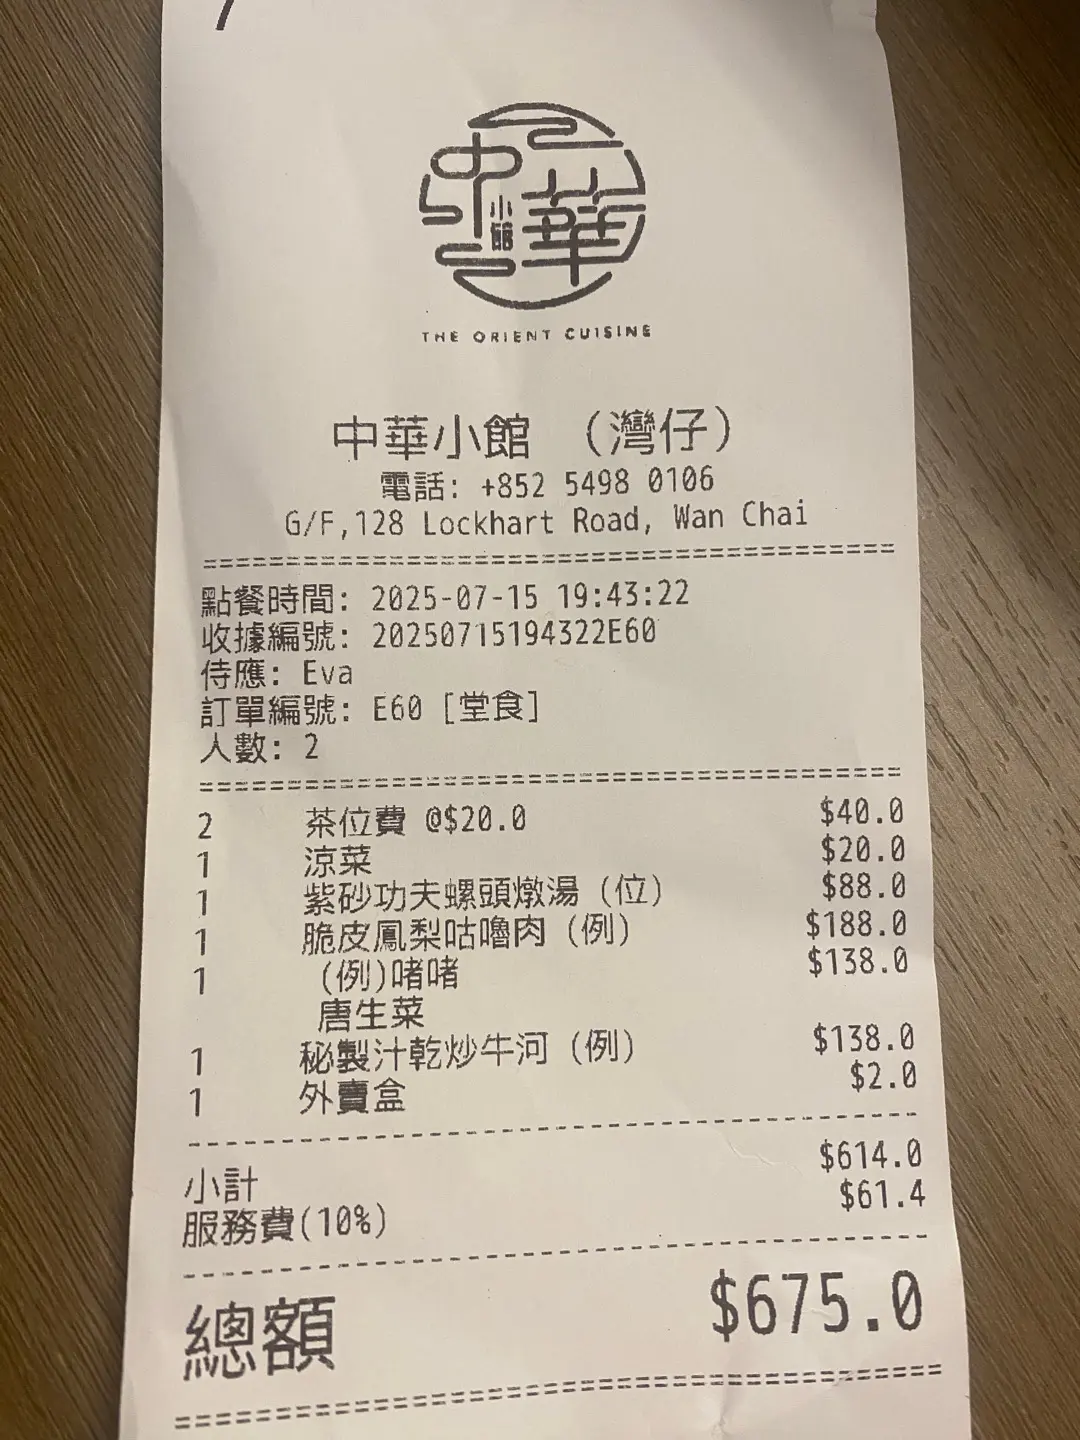 中華
小館
THE ORIENT CUISINE
中華小館 （灣仔）
電話: +852 5498 0106
G/F,128 Lockhart Road, Wan Chai
點餐時間: 2025-07-15 19:43:22
收據編號: 20250715194322E60
侍應: Eva
訂單編號: E60 [堂食]
人數: 2
2 茶位費 @$20.0 $40.0
1 涼菜 $20.0
1 紫砂功夫螺頭燉湯（位） $88.0
1 脆皮鳳梨咕嚕肉（例） $188.0
1 (例)啫啫 $138.0
唐生菜
1 秘製汁乾炒牛河（例） $138.0
1 外賣盒 $2.0
小計 $614.0
服務費(10%) $61.4
總額 $675.0